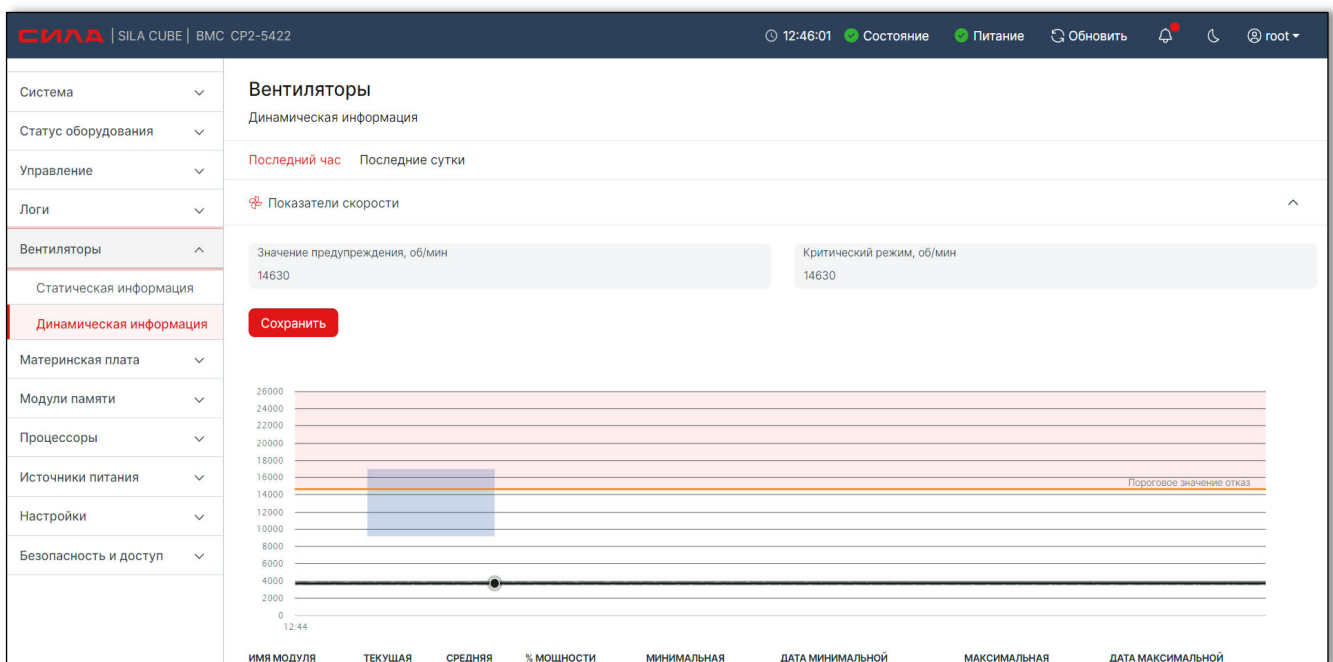 СИЛА | SILA CUBE | BMC CP2-5422 12:46:01 Состояние Питание Обновить root
Система
Статус оборудования
Управление
Логи
Вентиляторы
Статическая информация
Динамическая информация
Материнская плата
Модули памяти
Процессоры
Источники питания
Настройки
Безопасность и доступ
Вентиляторы
Динамическая информация
Последний час Последние сутки
Показатели скорости
Значение предупреждения, об/мин
14630
Критический режим, об/мин
14630
Сохранить
26000
24000
22000
20000
18000
16000
Пороговое значение отказ
14000
12000
10000
8000
6000
4000
2000
0
12:44
ИМЯ МОДУЛЯ ТЕКУЩАЯ СРЕДНЯЯ % МОЩНОСТИ МИНИМАЛЬНАЯ ДАТА МИНИМАЛЬНОЙ МАКСИМАЛЬНАЯ ДАТА МАКСИМАЛЬНОЙ